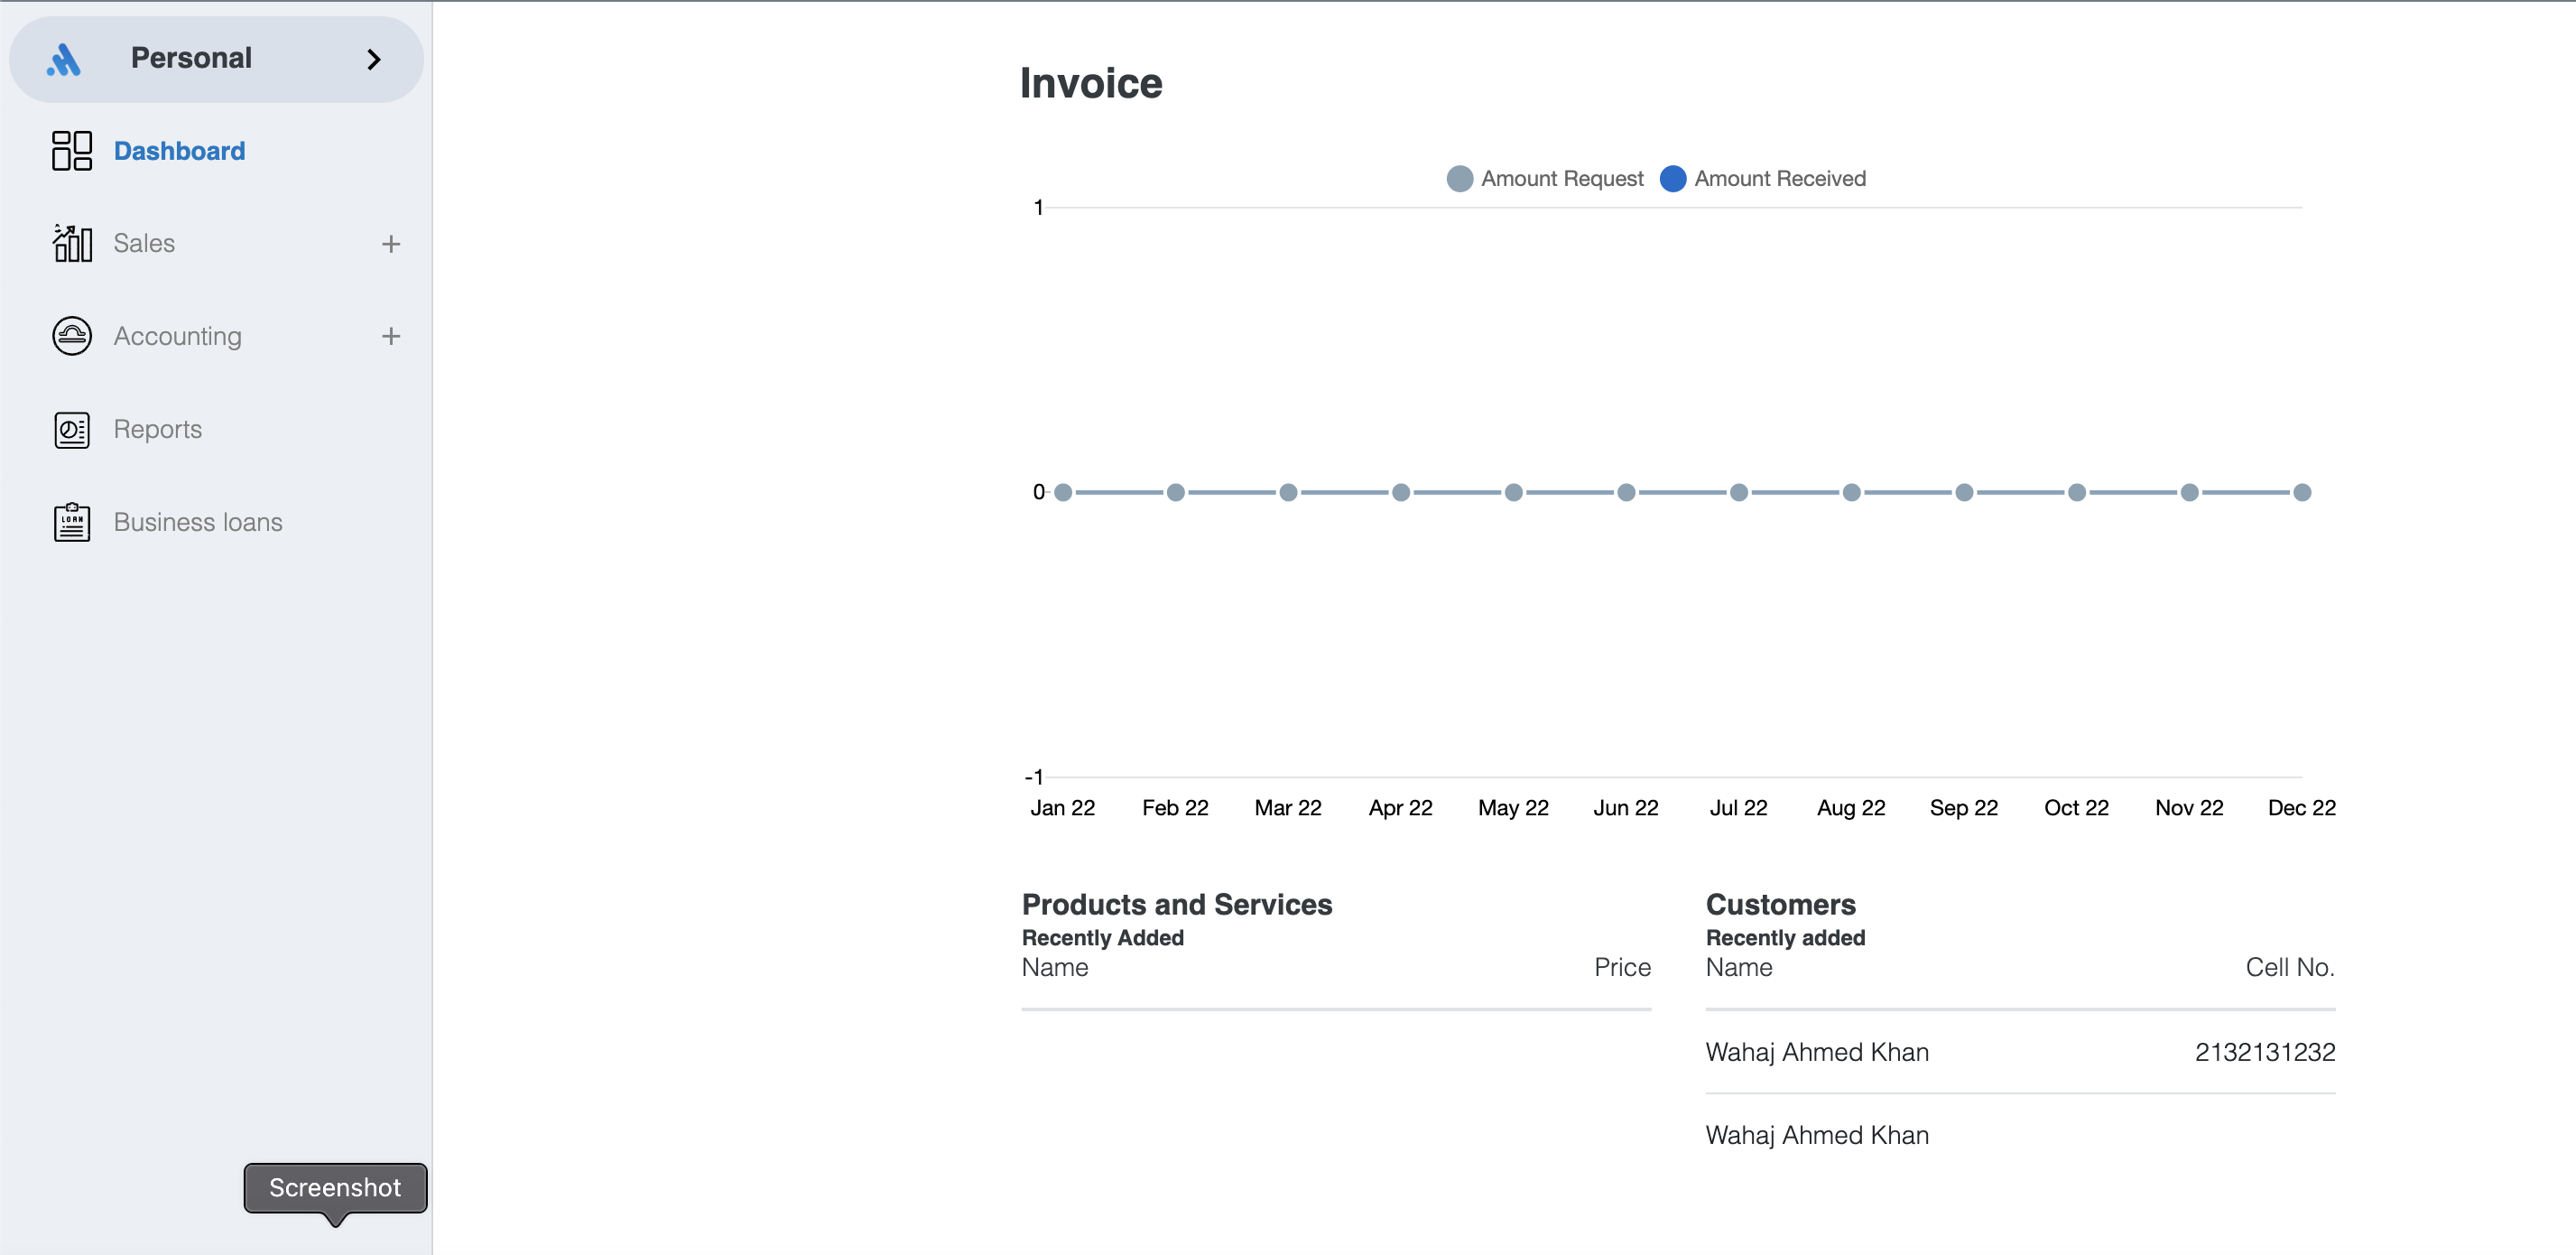 Personal
Dashboard
Sales +
Accounting +
Reports
LOAN
Business loans
Screenshot
Invoice
Amount Request Amount Received
1
0
-1
Jan 22 Feb 22 Mar 22 Apr 22 May 22 Jun 22 Jul 22 Aug 22 Sep 22 Oct 22 Nov 22 Dec 22
Products and Services
Recently Added
Name Price
Customers
Recently added
Name Cell No.
Wahaj Ahmed Khan 2132131232
Wahaj Ahmed Khan